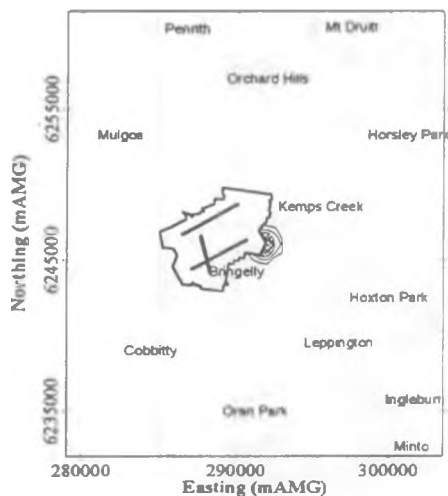 Penrith
Mt Druitt
Orchard Hills
Mulgoa
Horsley Park
Kemps Creek
Bringelly
Hoxton Park
Leppington
Cobbitty
Ingleburn
Oran Park
Minto
6255000
6245000
6235000
Northing (mAMG)
280000
290000
300000
Easting (mAMG)